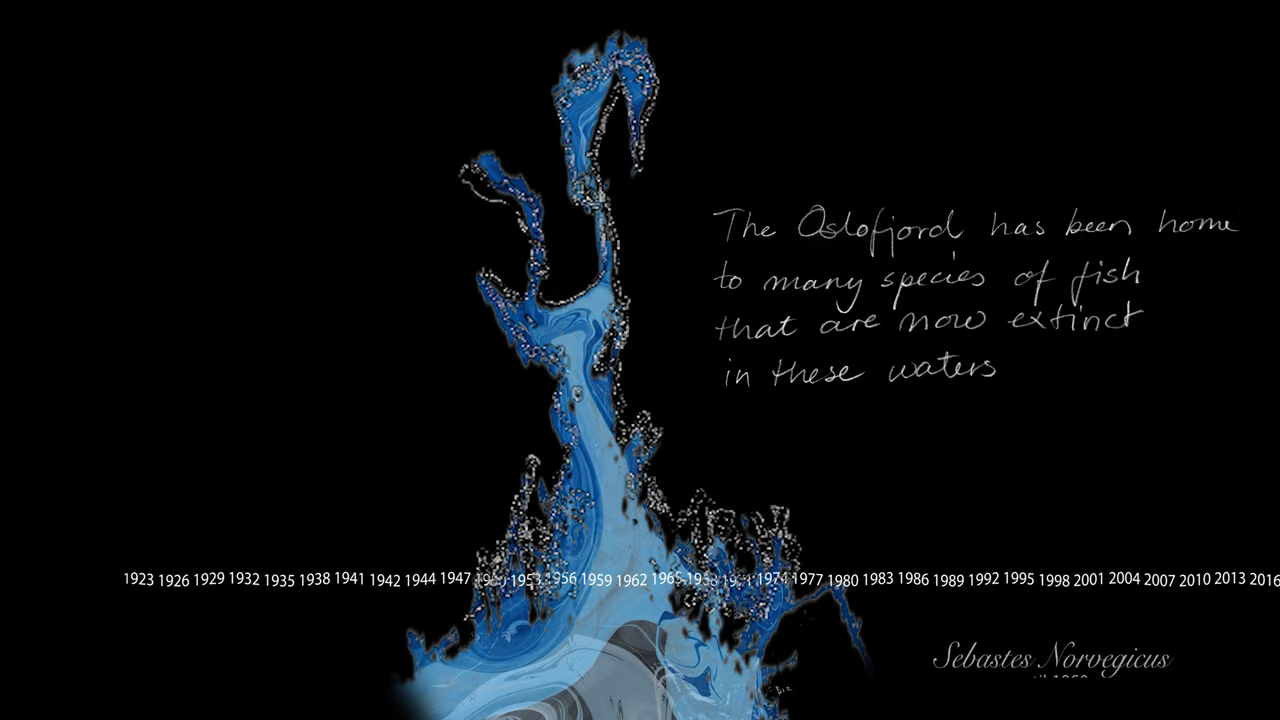 The Oslofjord has been home
to many species of fish
that are now extinct
in these waters
1923 1926 1929 1932 1935 1938 1941 1942 1944 1947 1953 1956 1959 1962 1965 1974 1977 1980 1983 1986 1989 1992 1995 1998 2001 2004 2007 2010 2013 2016
Sebastes Norvegicus